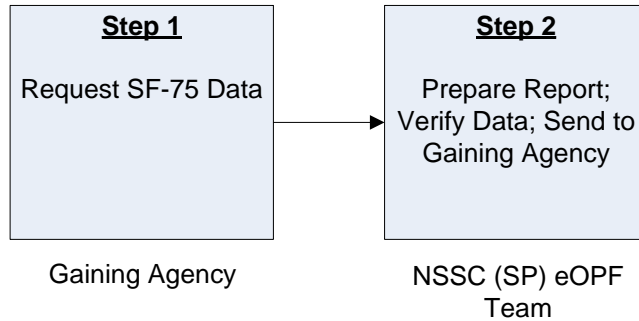 Step 1
Request SF-75 Data
Gaining Agency
Step 2
Prepare Report;
Verify Data; Send to
Gaining Agency
NSSC (SP) eOPF
Team